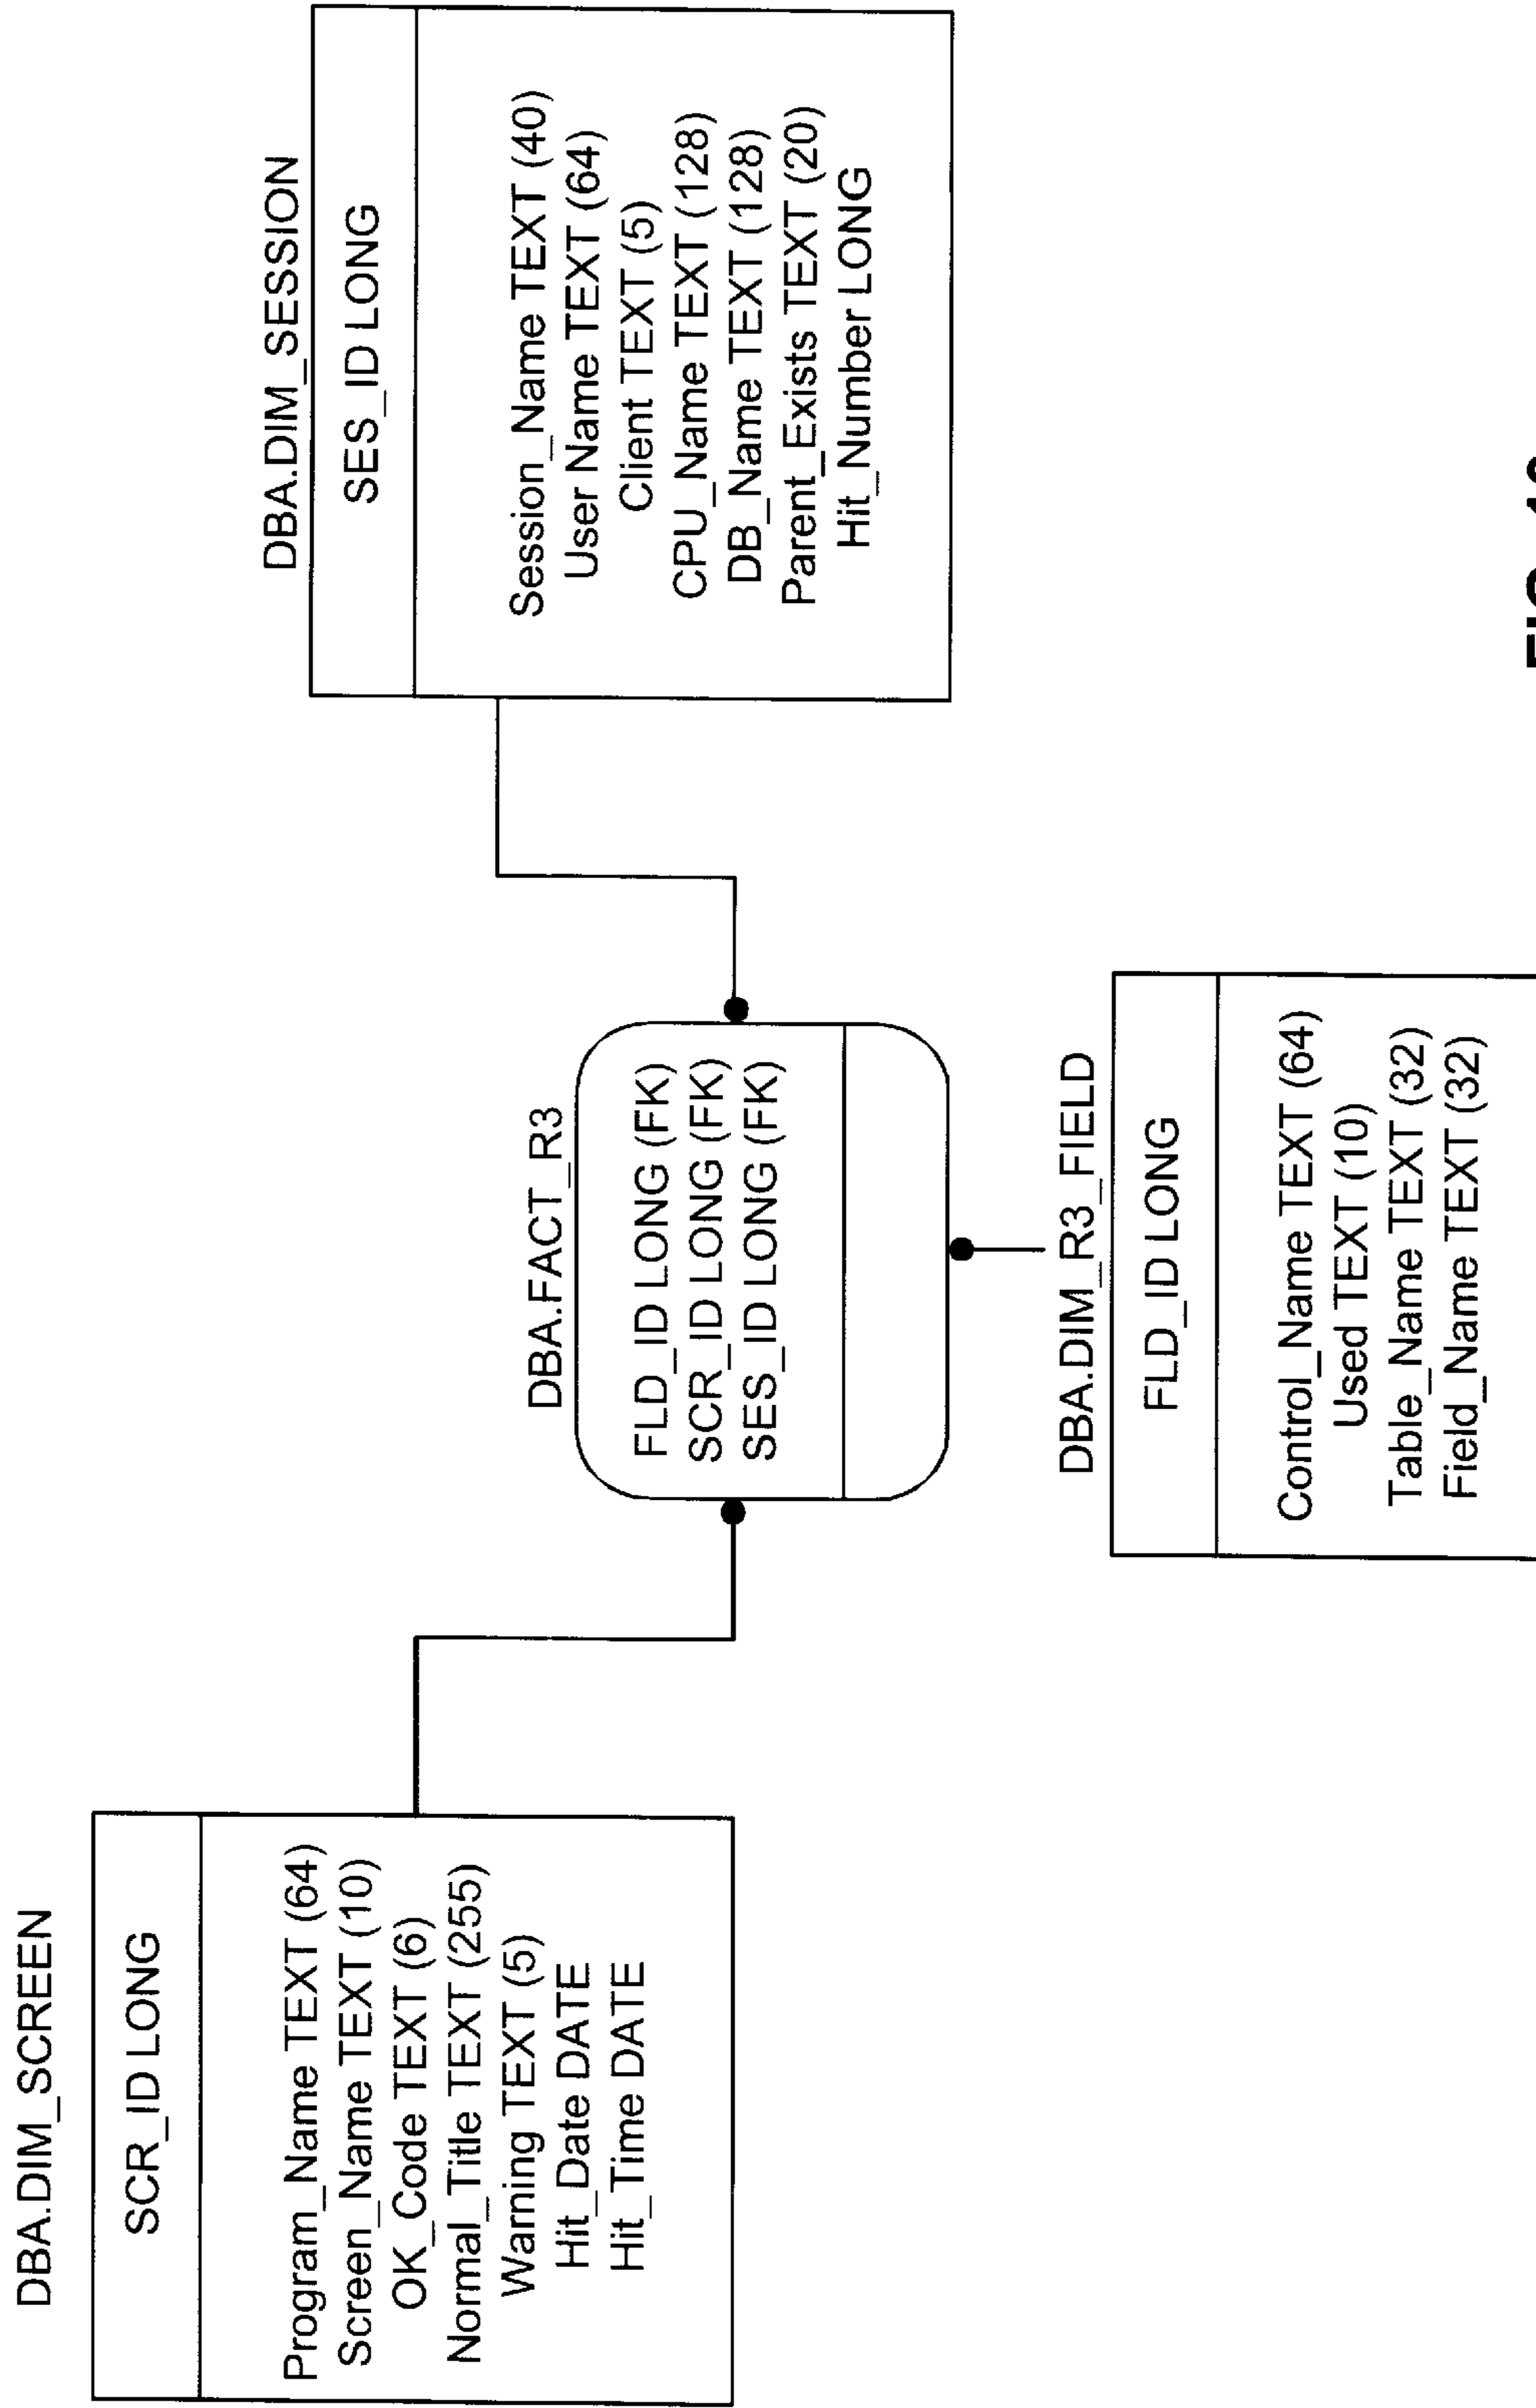 DBA.DIM_SCREEN
SCR_ID LONG
Program_Name TEXT (64)
Screen_Name TEXT (10)
OK_Code TEXT (6)
Normal_Title TEXT (255)
Warning TEXT (5)
Hit_Date DATE
Hit_Time DATE
DBA.FACT_R3
FLD_ID LONG (FK)
SCR_ID LONG (FK)
SES_ID LONG (FK)
DBA.DIM_R3_FIELD
FLD_ID LONG
Control_Name TEXT (64)
Used TEXT (10)
Table_Name TEXT (32)
Field_Name TEXT (32)
DBA.DIM_SESSION
SES_ID LONG
Session_Name TEXT (40)
User Name TEXT (64)
Client TEXT (5)
CPU_Name TEXT (128)
DB_Name TEXT (128)
Parent_Exists TEXT (20)
Hit_Number LONG